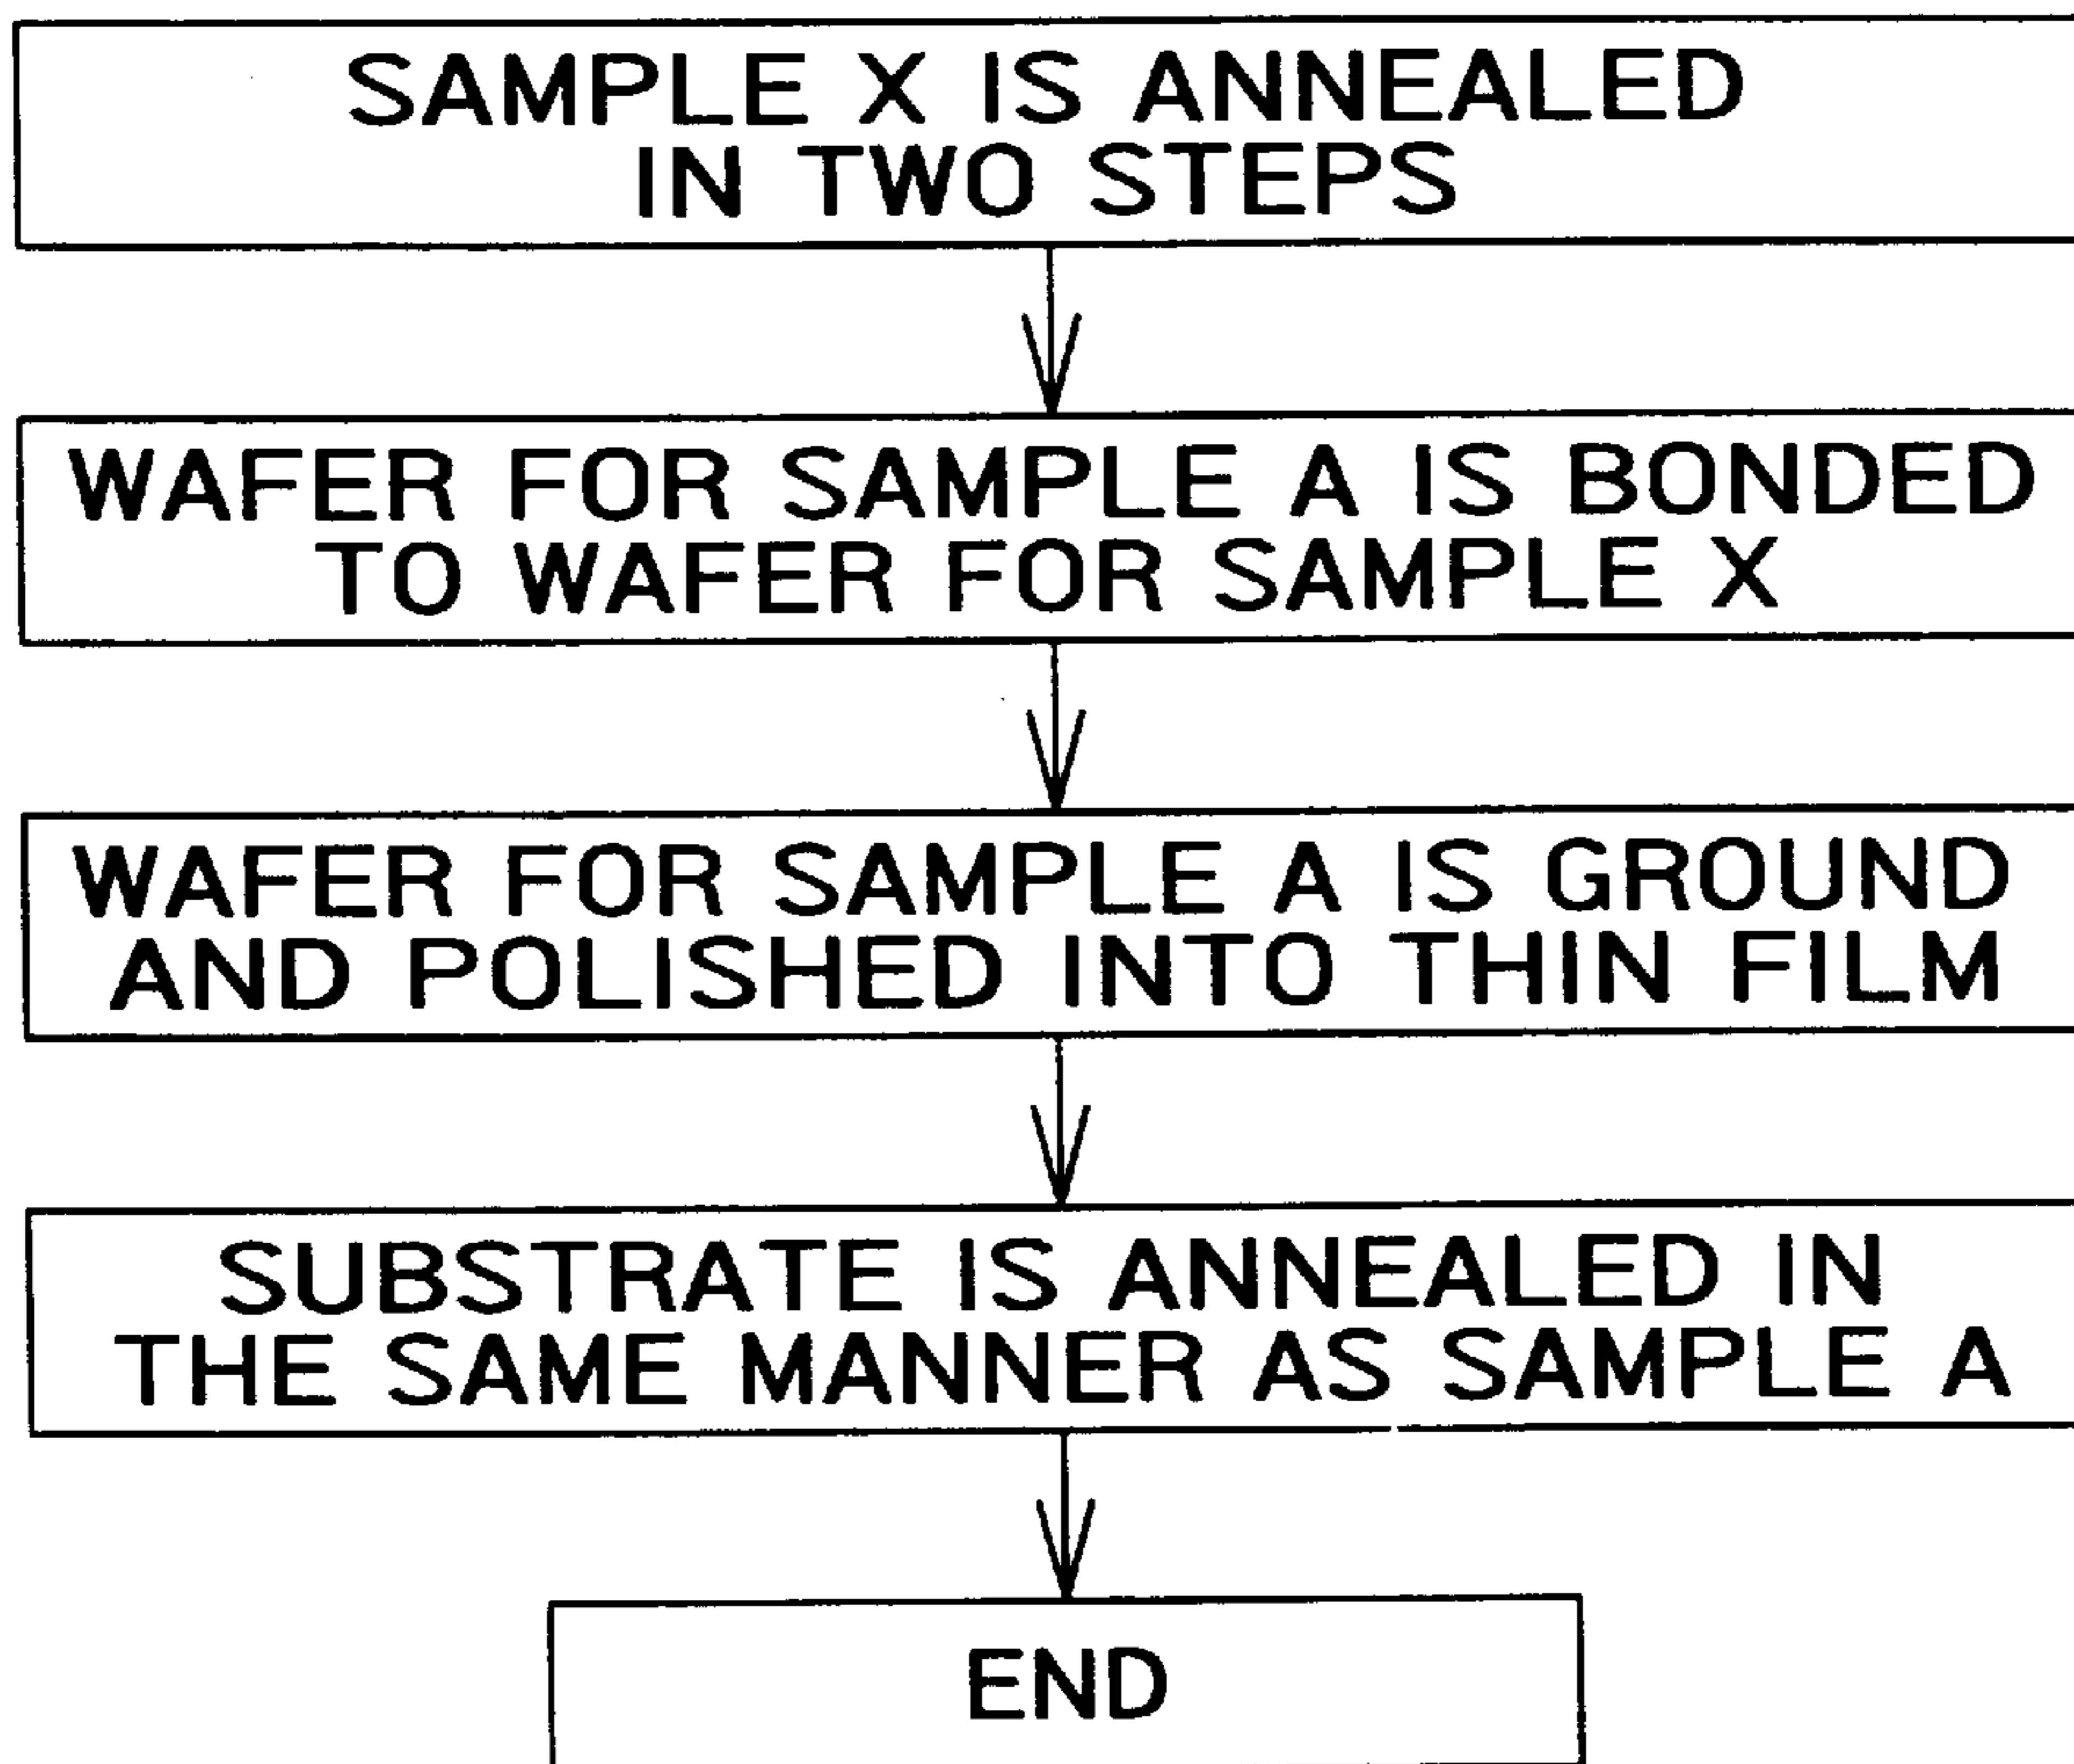 SAMPLE X IS ANNEALED
IN TWO STEPS
WAFER FOR SAMPLE A IS BONDED
TO WAFER FOR SAMPLE X
WAFER FOR SAMPLE A IS GROUND
AND POLISHED INTO THIN FILM
SUBSTRATE IS ANNEALED IN
THE SAME MANNER AS SAMPLE A
END